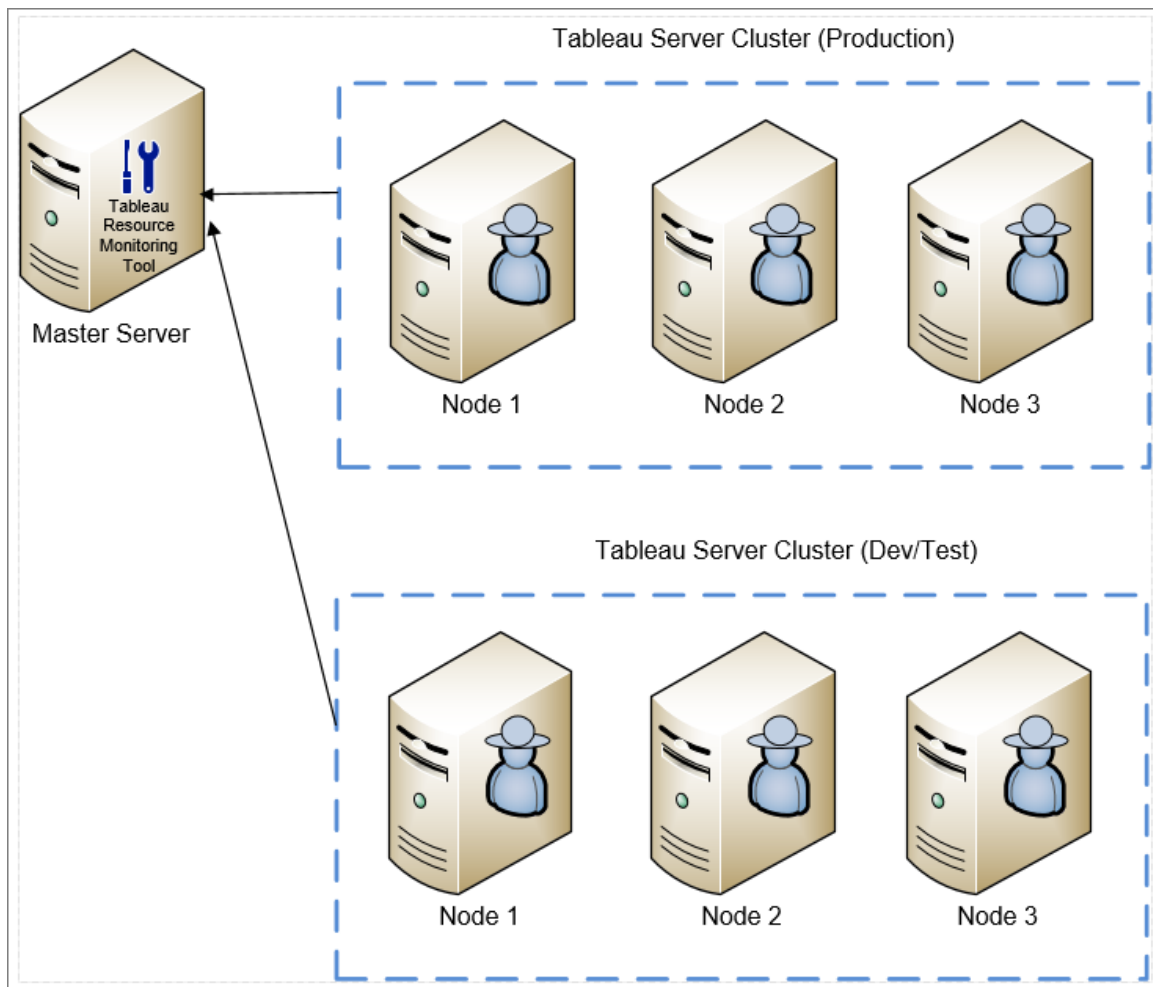 Tableau Server Cluster (Production)
Tableau
Resource
Monitoring
Tool
Master Server
Node 1
Node 2
Node 3
Tableau Server Cluster (Dev/Test)
Node 1
Node 2
Node 3